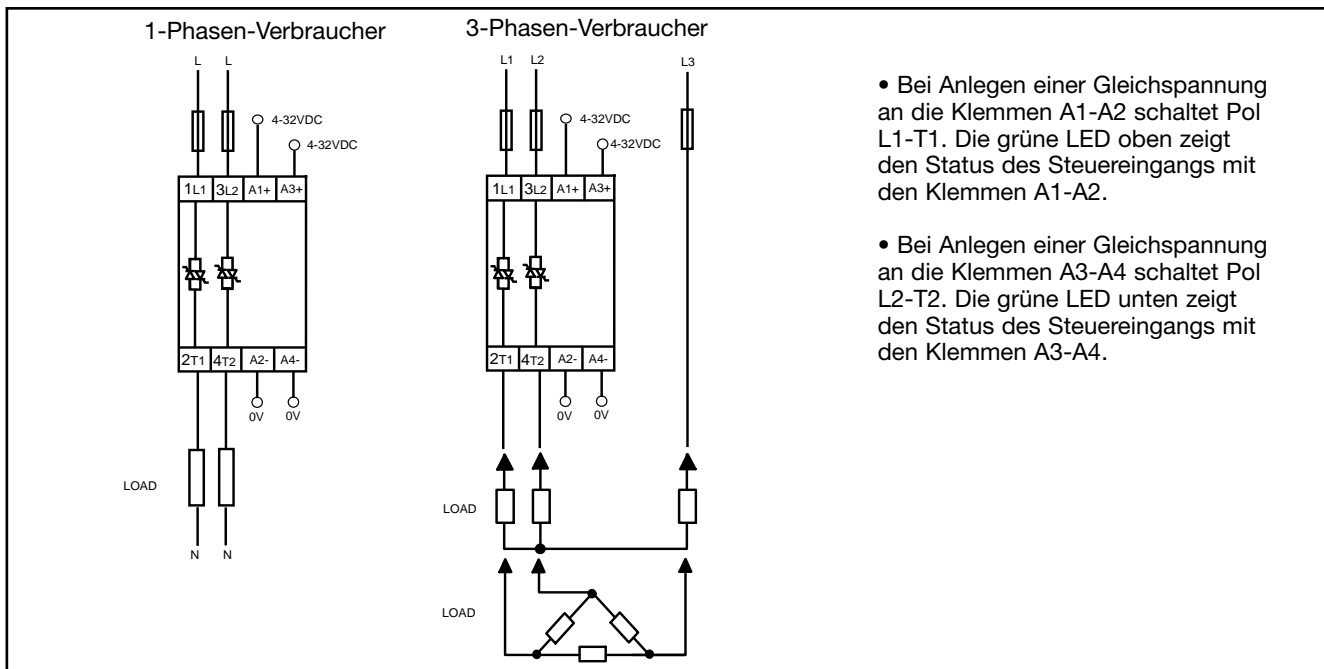 1-Phasen-Verbraucher
L L
4-32VDC
4-32VDC
1L1 3L2 A1+ A3+
2T1 4T2 A2- A4-
0V 0V
LOAD
N N
3-Phasen-Verbraucher
L1 L2 L3
4-32VDC
4-32VDC
1L1 3L2 A1+ A3+
2T1 4T2 A2- A4-
0V 0V
LOAD
LOAD
• Bei Anlegen einer Gleichspannung
an die Klemmen A1-A2 schaltet Pol
L1-T1. Die grüne LED oben zeigt
den Status des Steuereingangs mit
den Klemmen A1-A2.
• Bei Anlegen einer Gleichspannung
an die Klemmen A3-A4 schaltet Pol
L2-T2. Die grüne LED unten zeigt
den Status des Steuereingangs mit
den Klemmen A3-A4.